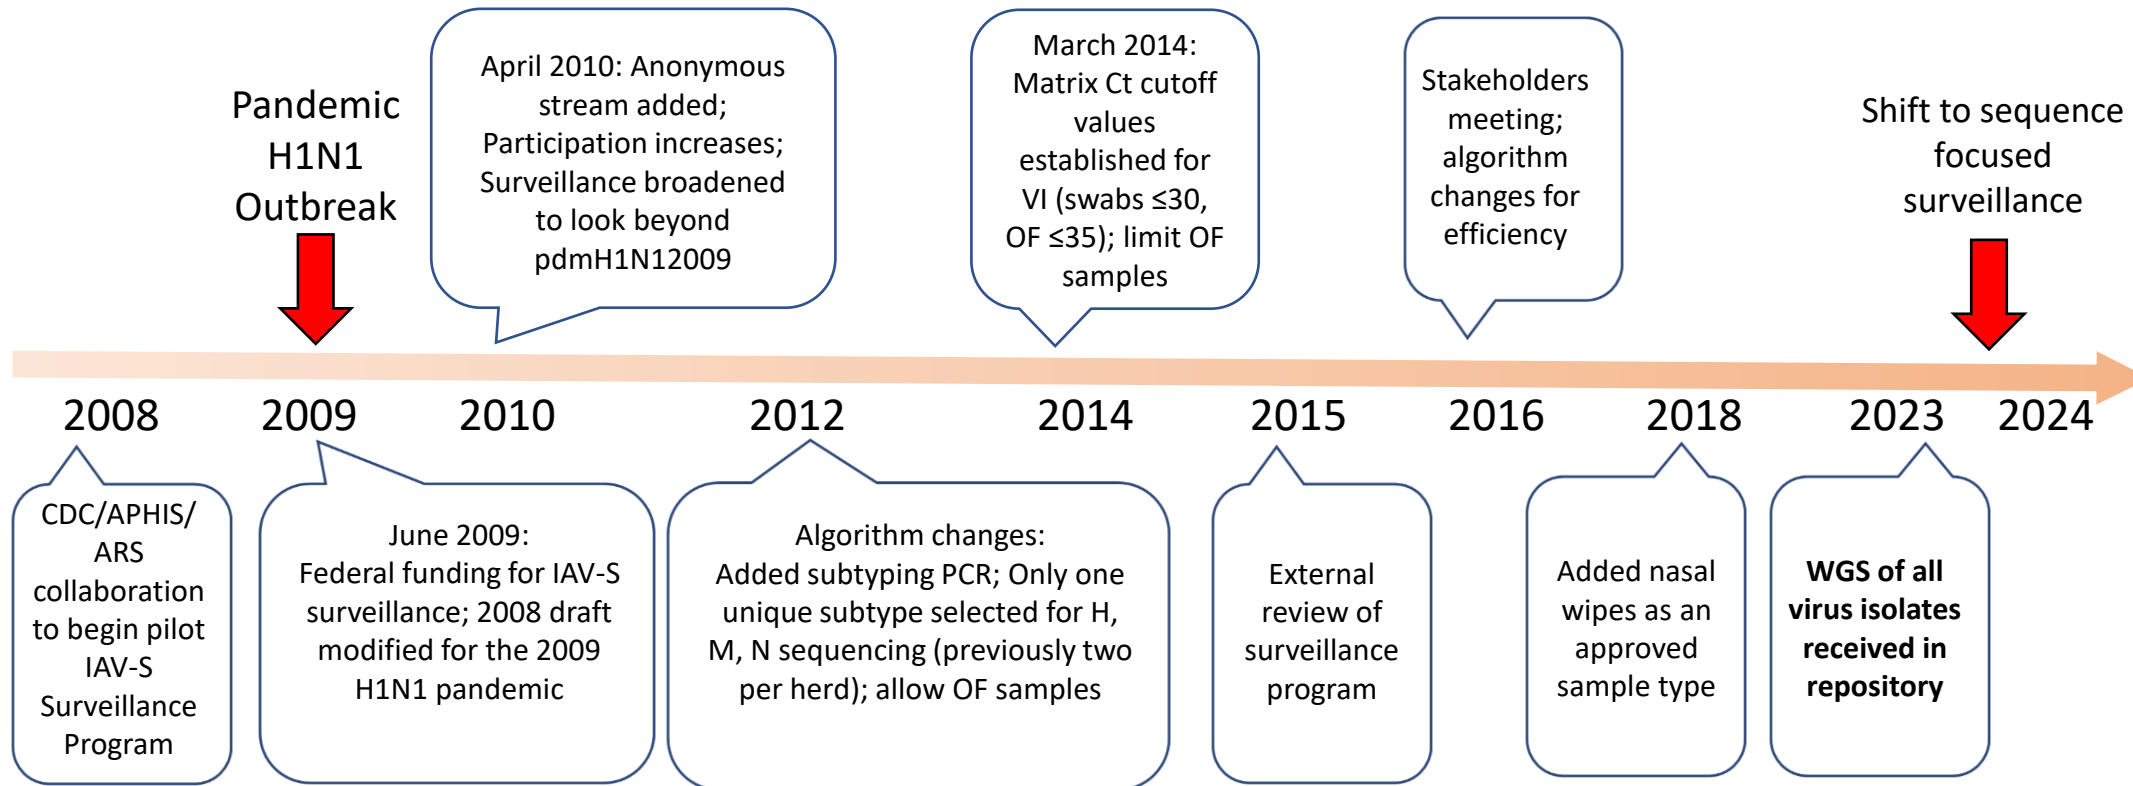 Pandemic
H1N1
Outbreak
April 2010: Anonymous
stream added;
Participation increases;
Surveillance broadened
to look beyond
pdmH1N12009
March 2014:
Matrix Ct cutoff
values
established for
VI (swabs ≤30,
OF ≤35); limit OF
samples
Stakeholders
meeting;
algorithm
changes for
efficiency
Shift to sequence
focused
surveillance
2008
2009
2010
2012
2014
2015
2016
2018
2023
2024
CDC/APHIS/
ARS
collaboration
to begin pilot
IAV-S
Surveillance
Program
June 2009:
Federal funding for IAV-S
surveillance; 2008 draft
modified for the 2009
H1N1 pandemic
Algorithm changes:
Added subtyping PCR; Only one
unique subtype selected for H,
M, N sequencing (previously two
per herd); allow OF samples
External
review of
surveillance
program
Added nasal
wipes as an
approved
sample type
WGS of all
virus isolates
received in
repository